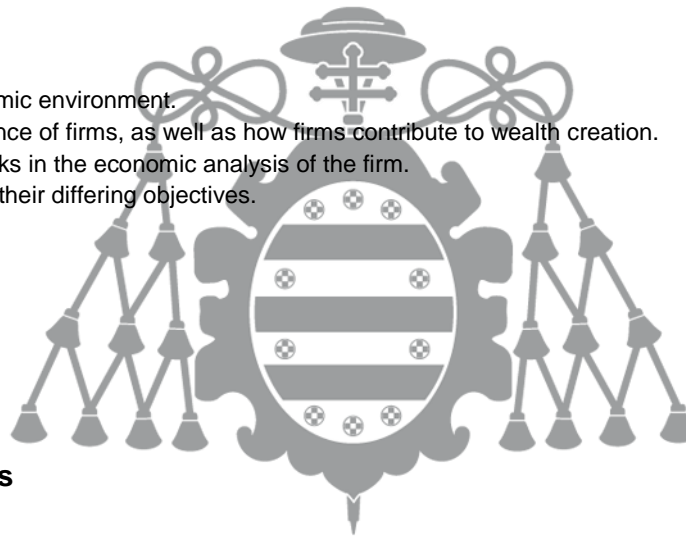 mic environment.
nce of firms, as well as how firms contribute to wealth creation.
ks in the economic analysis of the firm.
their differing objectives.
s